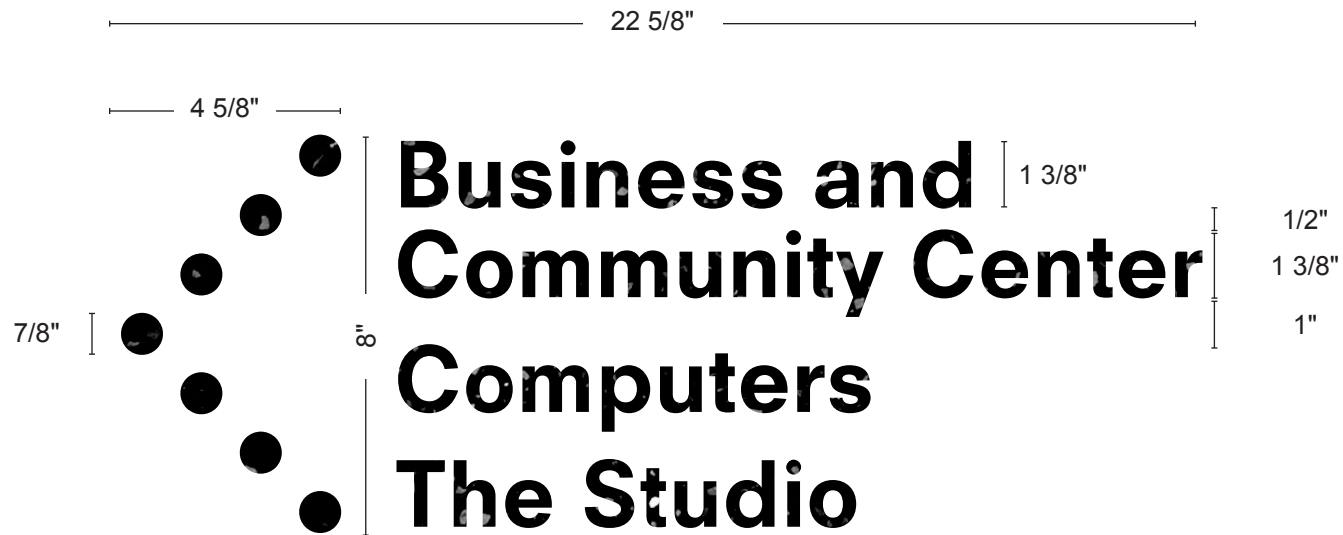 22 5/8"
4 5/8"
Business and
1 3/8"
1/2"
Community Center
1 3/8"
7/8"
8"
1"
Computers
The Studio